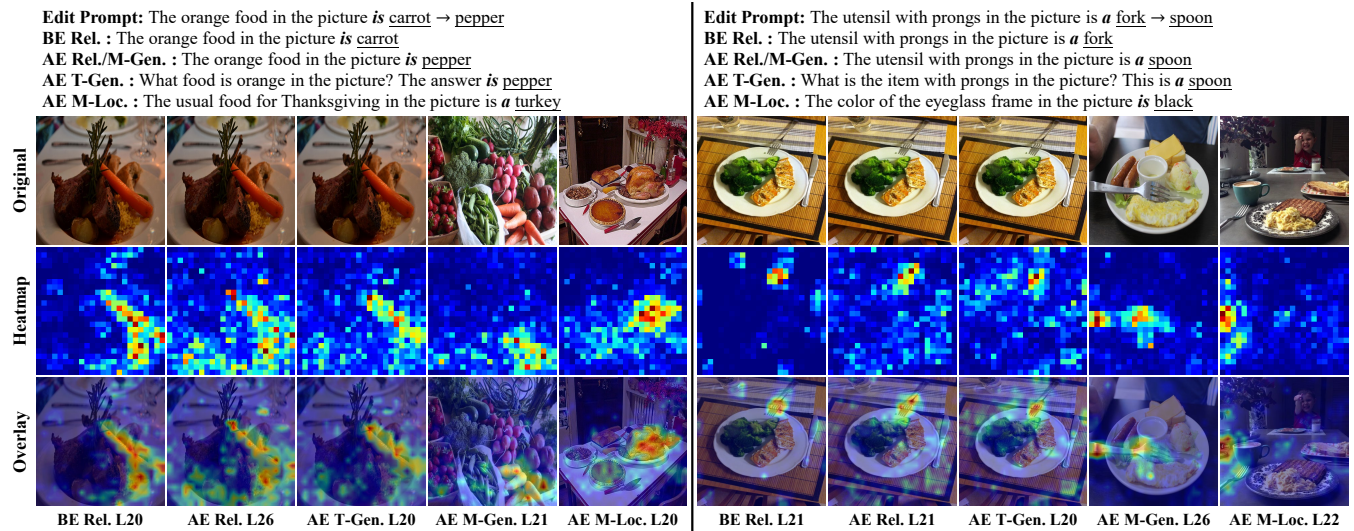 Edit Prompt: The orange food in the picture is carrot → pepper
BE Rel. : The orange food in the picture is carrot
AE Rel./M-Gen. : The orange food in the picture is pepper
AE T-Gen. : What food is orange in the picture? The answer is pepper
AE M-Loc. : The usual food for Thanksgiving in the picture is a turkey
Edit Prompt: The utensil with prongs in the picture is a fork → spoon
BE Rel. : The utensil with prongs in the picture is a fork
AE Rel./M-Gen. : The utensil with prongs in the picture is a spoon
AE T-Gen. : What is the item with prongs in the picture? This is a spoon
AE M-Loc. : The color of the eyeglass frame in the picture is black
Original
Heatmap
Overlay
BE Rel. L20 AE Rel. L26 AE T-Gen. L20 AE M-Gen. L21 AE M-Loc. L20
BE Rel. L21 AE Rel. L21 AE T-Gen. L20 AE M-Gen. L26 AE M-Loc. L22